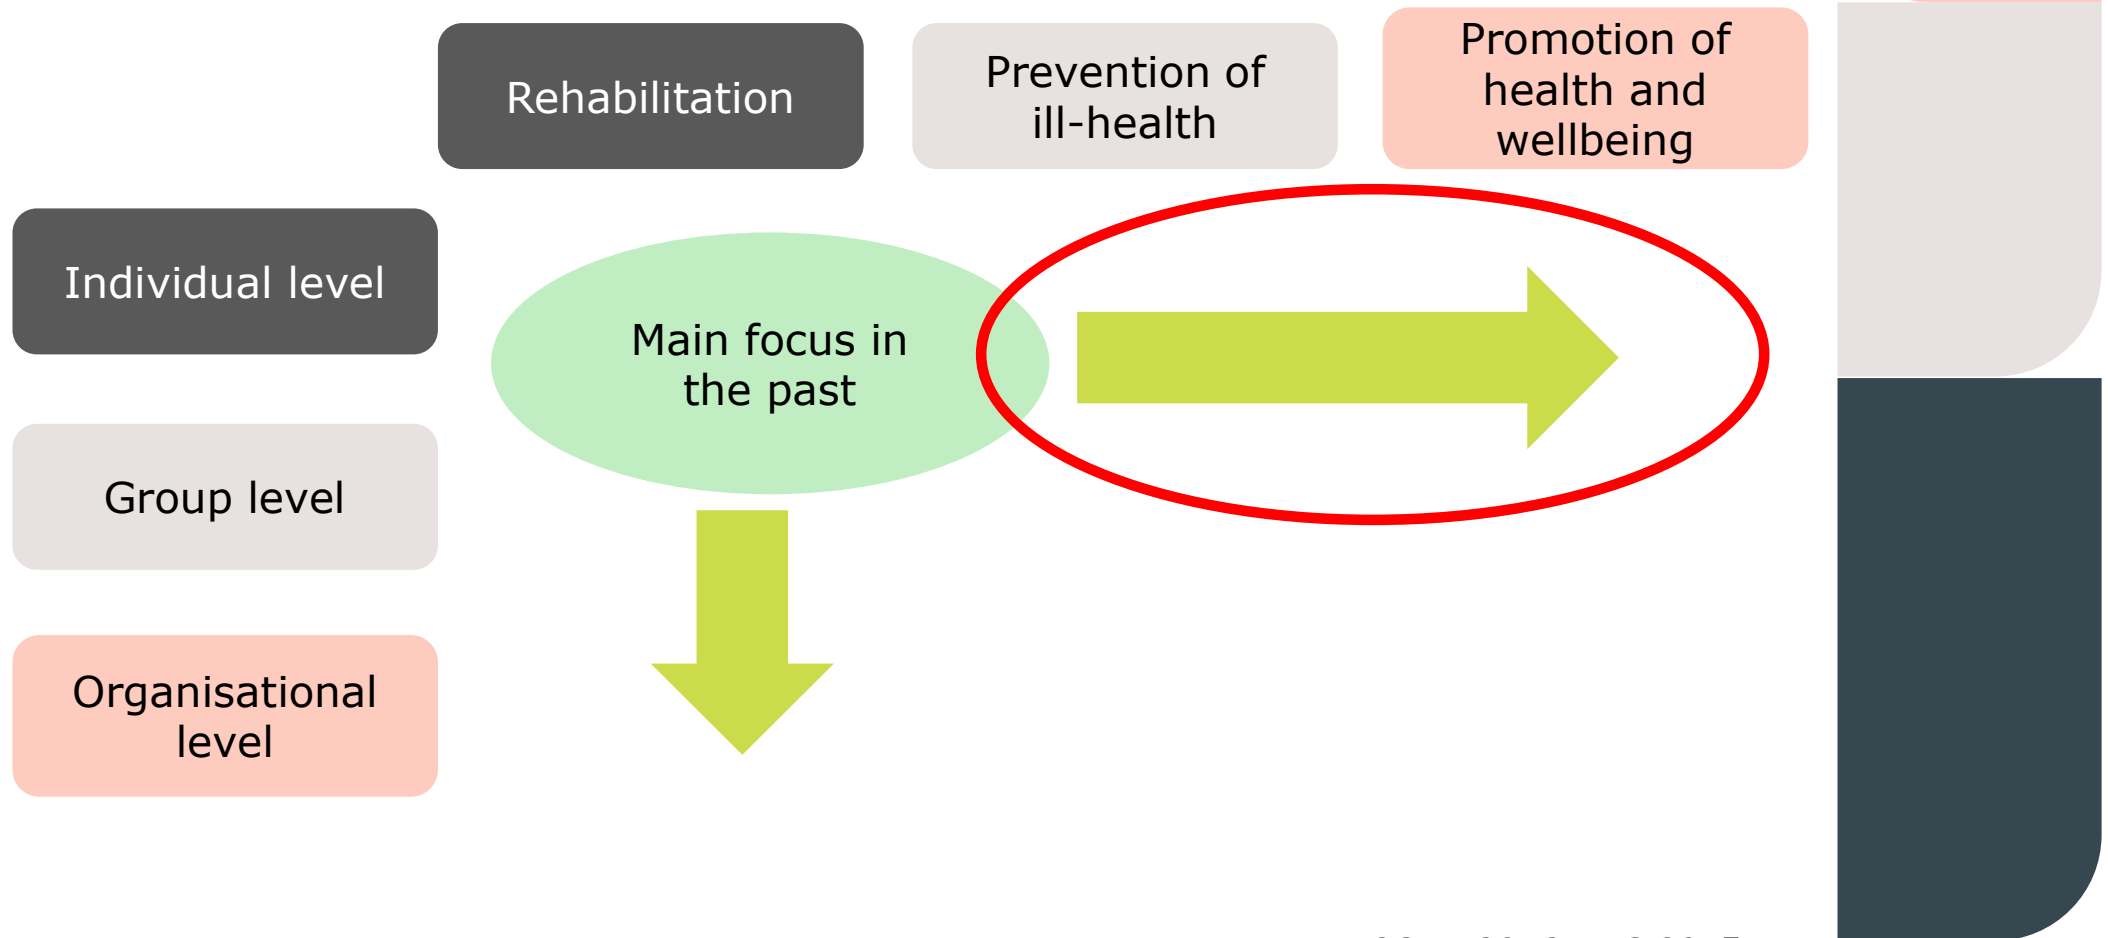 Rehabilitation
Prevention of
ill-health
Promotion of
health and
wellbeing
Individual level
Main focus in
the past
Group level
Organisational
level